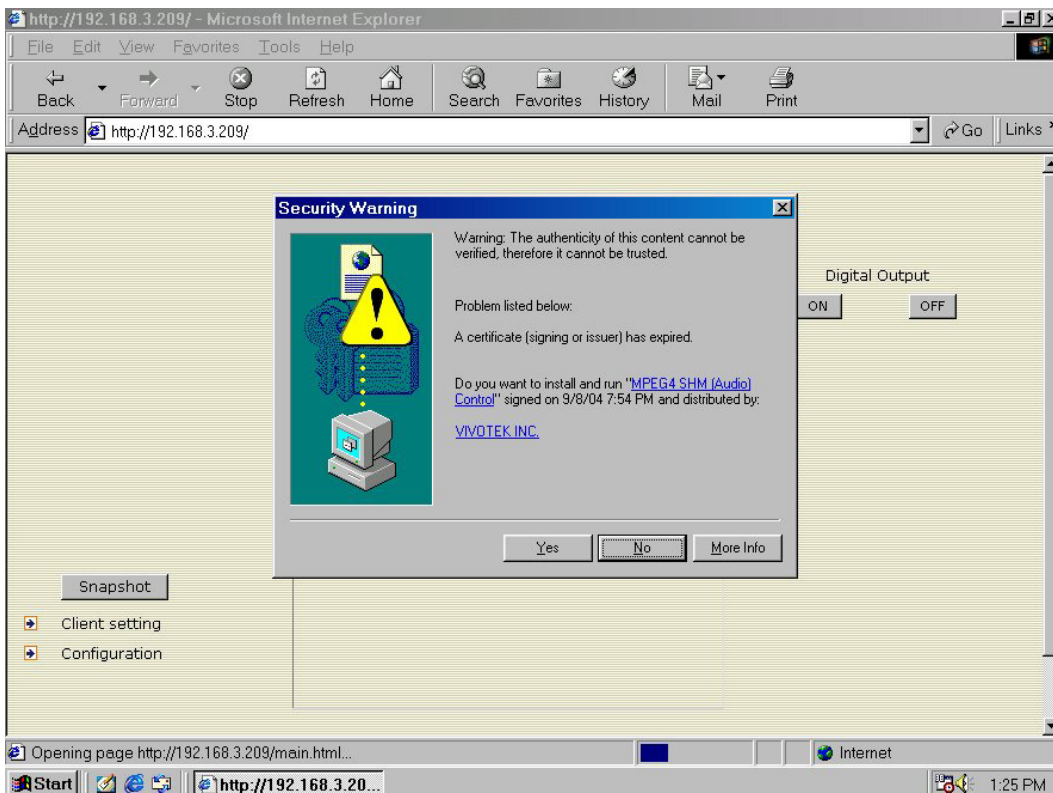 http://192.168.3.209/ - Microsoft Internet Explorer
File Edit View Favorites Tools Help
Back Forward Stop Refresh Home Search Favorites History Mail Print
Address http://192.168.3.209/ Go Links
Security Warning
Warning: The authenticity of this content cannot be
verified, therefore it cannot be trusted.
Problem listed below:
A certificate (signing or issuer) has expired.
Do you want to install and run "MPEG4 SHM (Audio)
Control" signed on 9/8/04 7:54 PM and distributed by:
VIVOTEK INC.
Yes No More Info
Digital Output
ON OFF
Snapshot
Client setting
Configuration
Opening page http://192.168.3.209/main.html... Internet
Start http://192.168.3.20... 1:25 PM